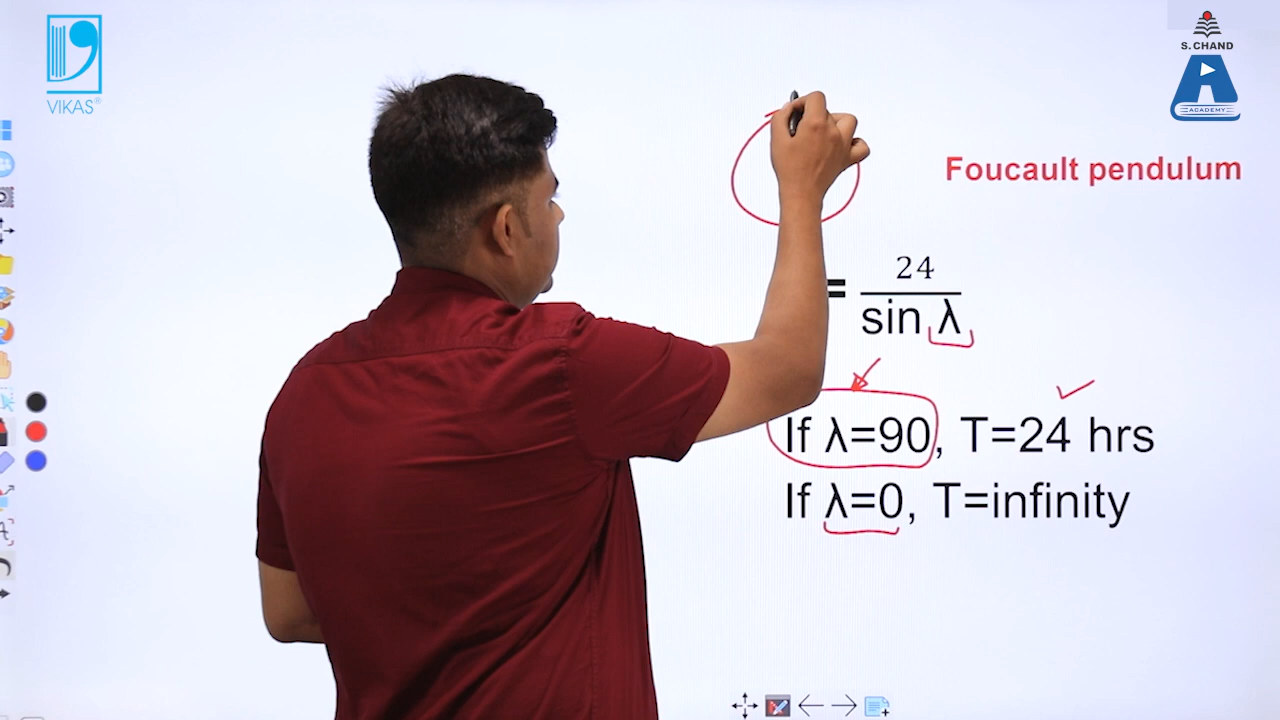 VIKAS®
S. CHAND
ACADEMY
Foucault pendulum
= 24
sin λ
If λ=90, T=24 hrs
If λ=0, T=infinity